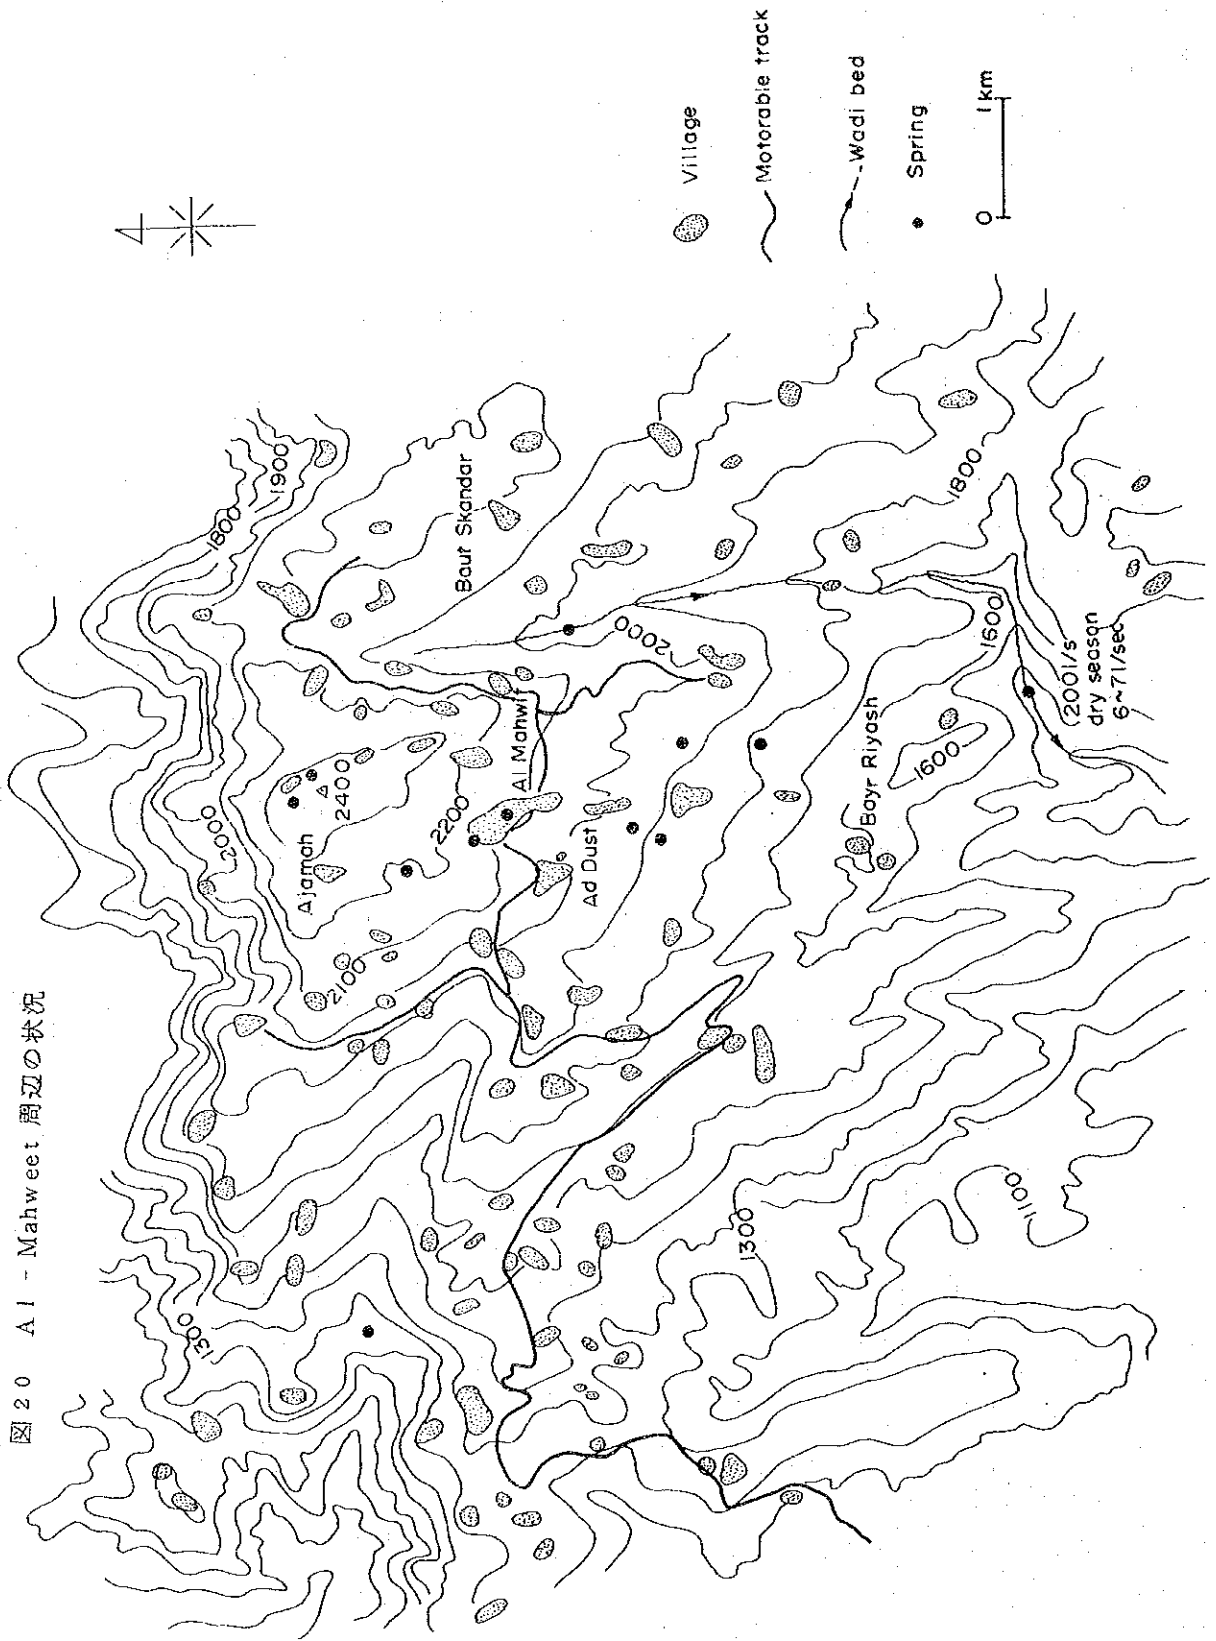 図20 Al-Mahweet 周辺の状況
1800
1900
2000
2400
Ajamah
2100
2200
Al Mahwit
Baut Skandar
2000
Ad Dust
Bayr Riyash
1600
1600
1800
(200l/s
dry season
6~7l/sec
1300
1300
1100
Village
Motorable track
Wadi bed
Spring
0 1km